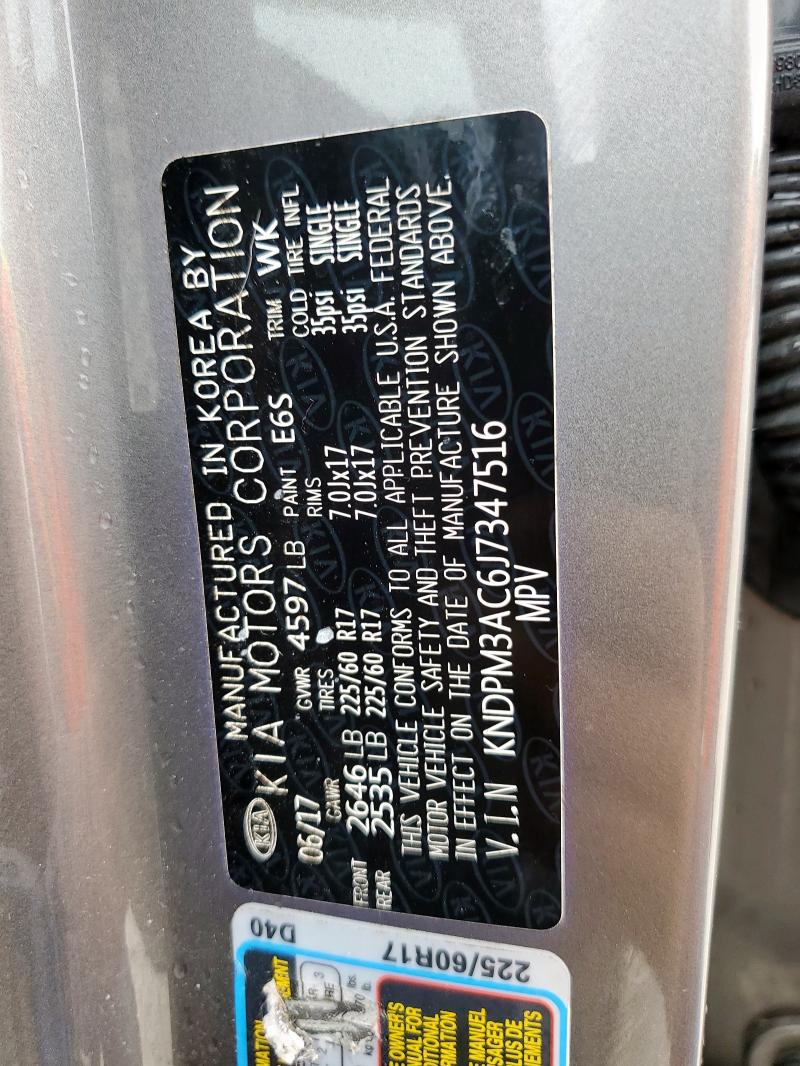 MANUFACTURED IN KOREA BY
KIA KIA MOTORS CORPORATION
06/17 GVWR 4597 LB PAINT E6S TRIM WK
GAWR TIRES RIMS COLD TIRE INFL
FRONT 2646 LB 225/60 R17 7.0Jx17 35psi SINGLE
REAR 2535 LB 225/60 R17 7.0Jx17 35psi SINGLE
THIS VEHICLE CONFORMS TO ALL APPLICABLE U.S.A. FEDERAL
MOTOR VEHICLE SAFETY AND THEFT PREVENTION STANDARDS
IN EFFECT ON THE DATE OF MANUFACTURE SHOWN ABOVE.
V.I.N KNDPM3AC6J7347516
MPV
D40
225/60R17